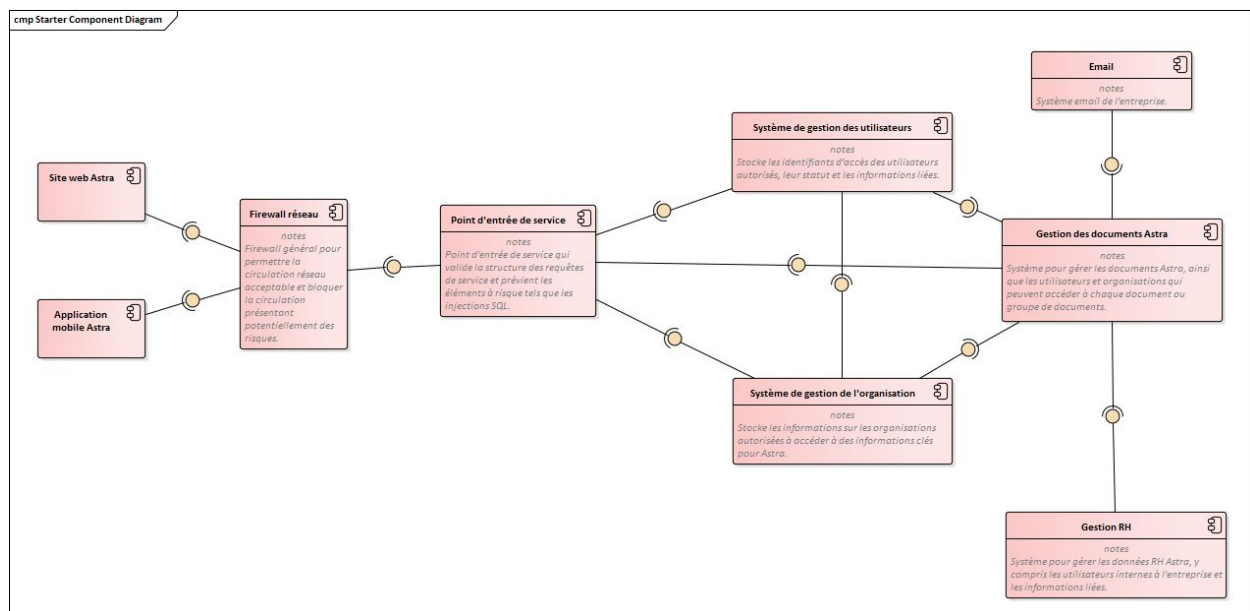 cmp Starter Component Diagram
Email
notes
Système email de l'entreprise.
Système de gestion des utilisateurs
notes
Stocke les identifiants d'accès des utilisateurs
autorisés, leur statut et les informations liées.
Site web Astra
Firewall réseau
notes
Firewall général pour
permettre la
circulation réseau
acceptable et bloquer
la circulation
présentant
potentiellement des
risques.
Point d'entrée de service
notes
Point d'entrée de service qui
valide la structure des requêtes
de service et prévient les
éléments à risque tels que les
injections SQL.
Gestion des documents Astra
notes
Système pour gérer les documents Astra, ainsi
que les utilisateurs et organisations qui
peuvent accéder à chaque document ou
groupe de documents.
Application
mobile Astra
Système de gestion de l'organisation
notes
Stocke les informations sur les organisations
autorisées à accéder à des informations clés
pour Astra.
Gestion RH
notes
Système pour gérer les données RH Astra, y
compris les utilisateurs internes à l'entreprise et
les informations liées.